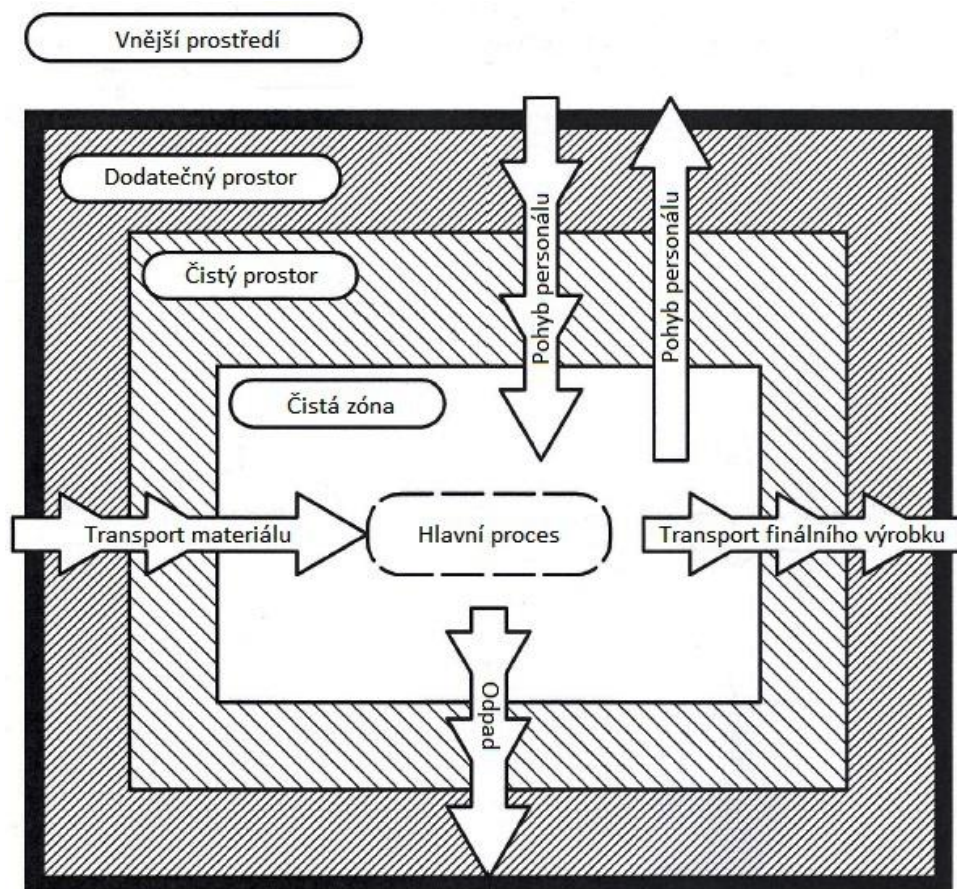 Vnější prostředí
Dodatečný prostor
Čistý prostor
Čistá zóna
Pohyb personálu
Pohyb personálu
Transport materiálu
Hlavní proces
Transport finálního výrobku
Odpad